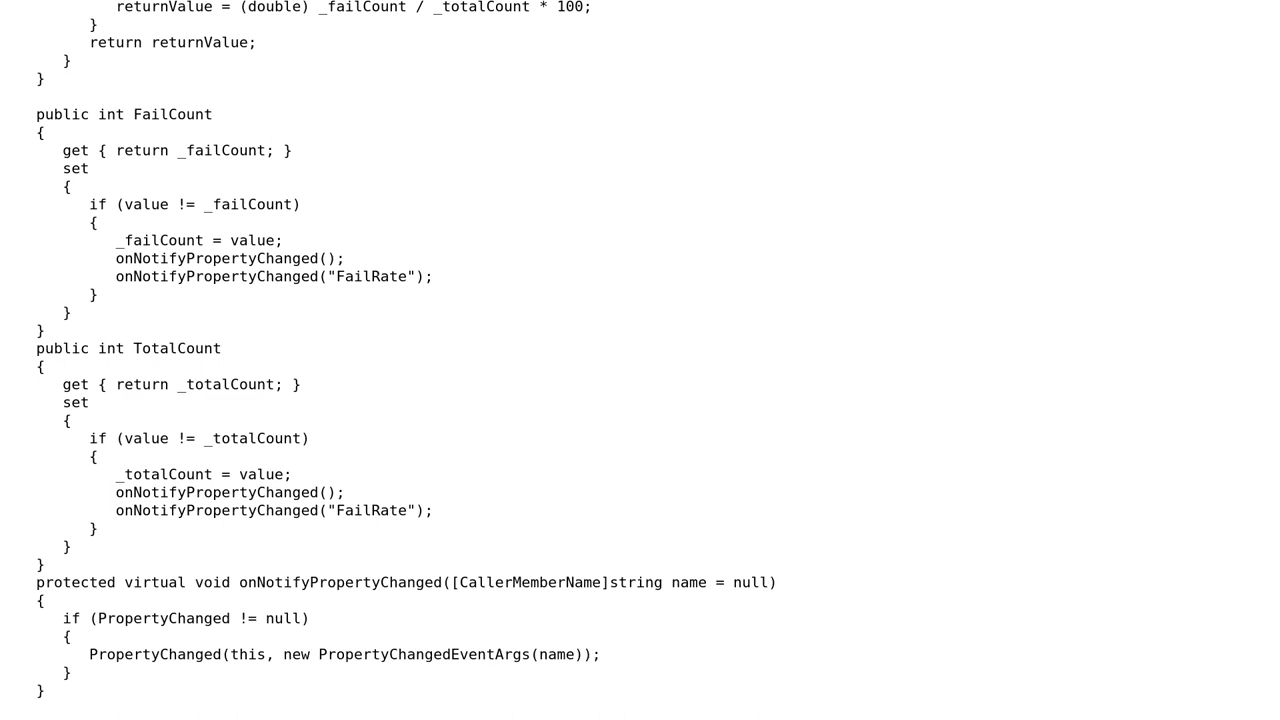 returnValue = (double) _failCount / _totalCount * 100;
}
return returnValue;
}
}
public int FailCount
{
get { return _failCount; }
set
{
if (value != _failCount)
{
_failCount = value;
onNotifyPropertyChanged();
onNotifyPropertyChanged("FailRate");
}
}
}
public int TotalCount
{
get { return _totalCount; }
set
{
if (value != _totalCount)
{
_totalCount = value;
onNotifyPropertyChanged();
onNotifyPropertyChanged("FailRate");
}
}
}
protected virtual void onNotifyPropertyChanged([CallerMemberName]string name = null)
{
if (PropertyChanged != null)
{
PropertyChanged(this, new PropertyChangedEventArgs(name));
}
}